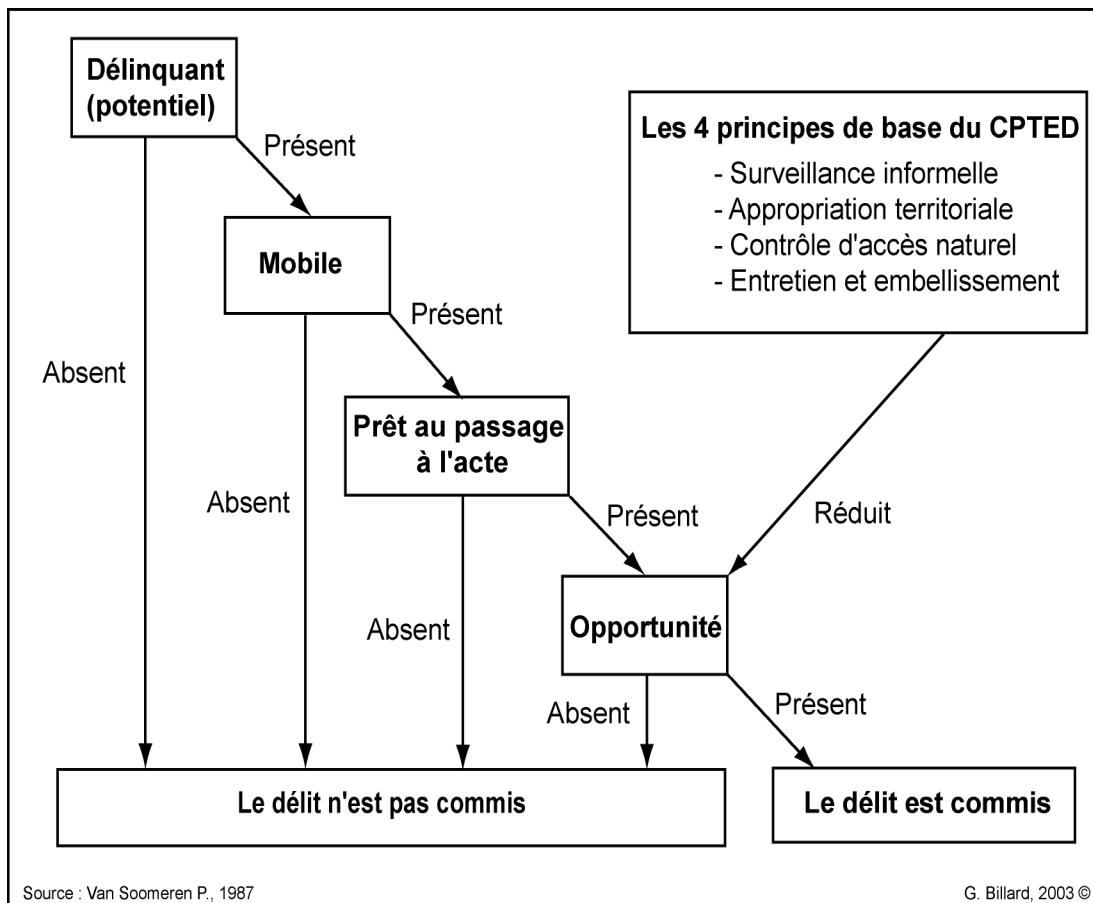 Délinquant
(potentiel)
Présent
Les 4 principes de base du CPTED
- Surveillance informelle
- Appropriation territoriale
- Contrôle d'accès naturel
- Entretien et embellissement
Mobile
Présent
Absent
Prêt au passage
à l'acte
Absent
Présent
Réduit
Absent
Opportunité
Absent
Présent
Le délit n'est pas commis
Le délit est commis
Source : Van Soomeren P., 1987
G. Billard, 2003 ©